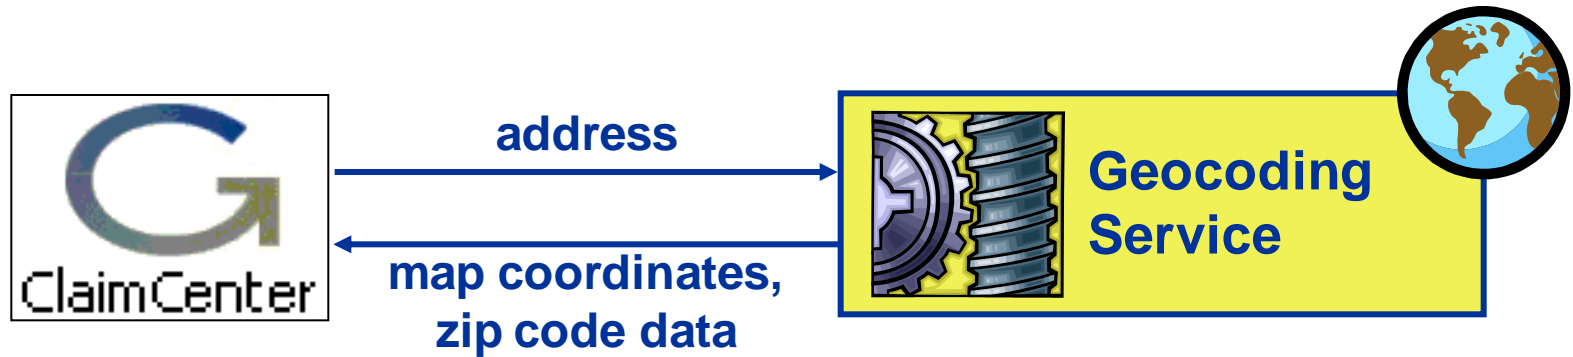 ClaimCenter
address
map coordinates,
zip code data
Geocoding
Service